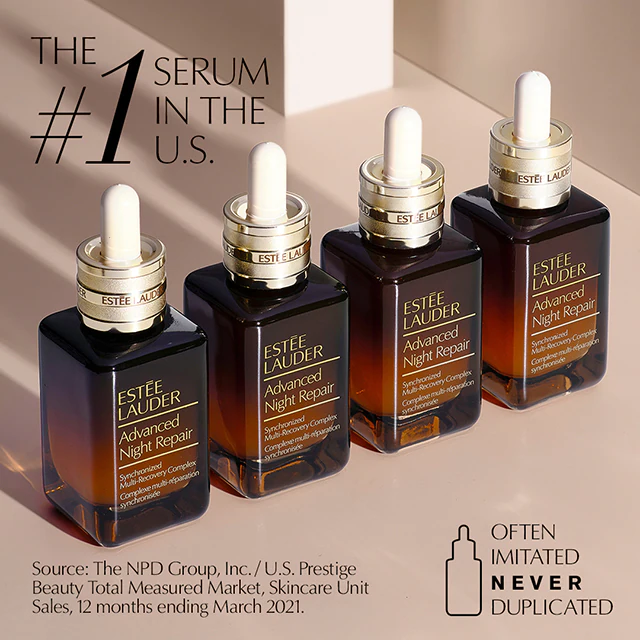 THE
#1
SERUM
IN THE
U.S.
ESTĒE LAU
ESTĒE LAU
ESTĒE LAU
ESTĒE LAU
ESTĒE
LAUDER
Advanced
Night Repair
Synchronized
Multi-Recovery Complex
Complexe multi-réparation
synchronisée
ESTĒE
LAUDER
Advanced
Night Repair
Synchronized
Multi-Recovery Complex
Complexe multi-réparation
synchronisée
ESTĒE
LAUDER
Advanced
Night Repair
Synchronized
Multi-Recovery Complex
Complexe multi-réparation
synchronisée
ESTĒE
LAUDER
Advanced
Night Repair
Synchronized
Multi-Recovery Complex
Complexe multi-réparation
synchronisée
Source: The NPD Group, Inc. / U.S. Prestige
Beauty Total Measured Market, Skincare Unit
Sales, 12 months ending March 2021.
OFTEN
IMITATED
NEVER
DUPLICATED